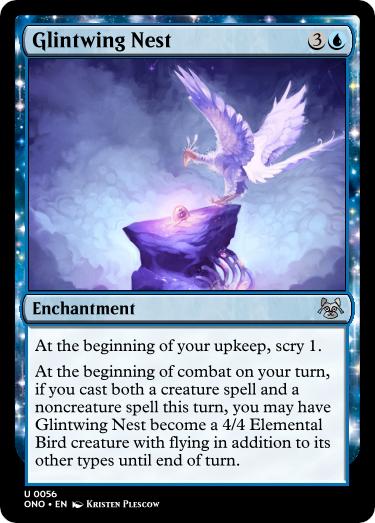 Glintwing Nest 3
Enchantment
At the beginning of your upkeep, scry 1.
At the beginning of combat on your turn,
if you cast both a creature spell and a
noncreature spell this turn, you may have
Glintwing Nest become a 4/4 Elemental
Bird creature with flying in addition to its
other types until end of turn.
U 0056
ONO • EN Kristen Plescow